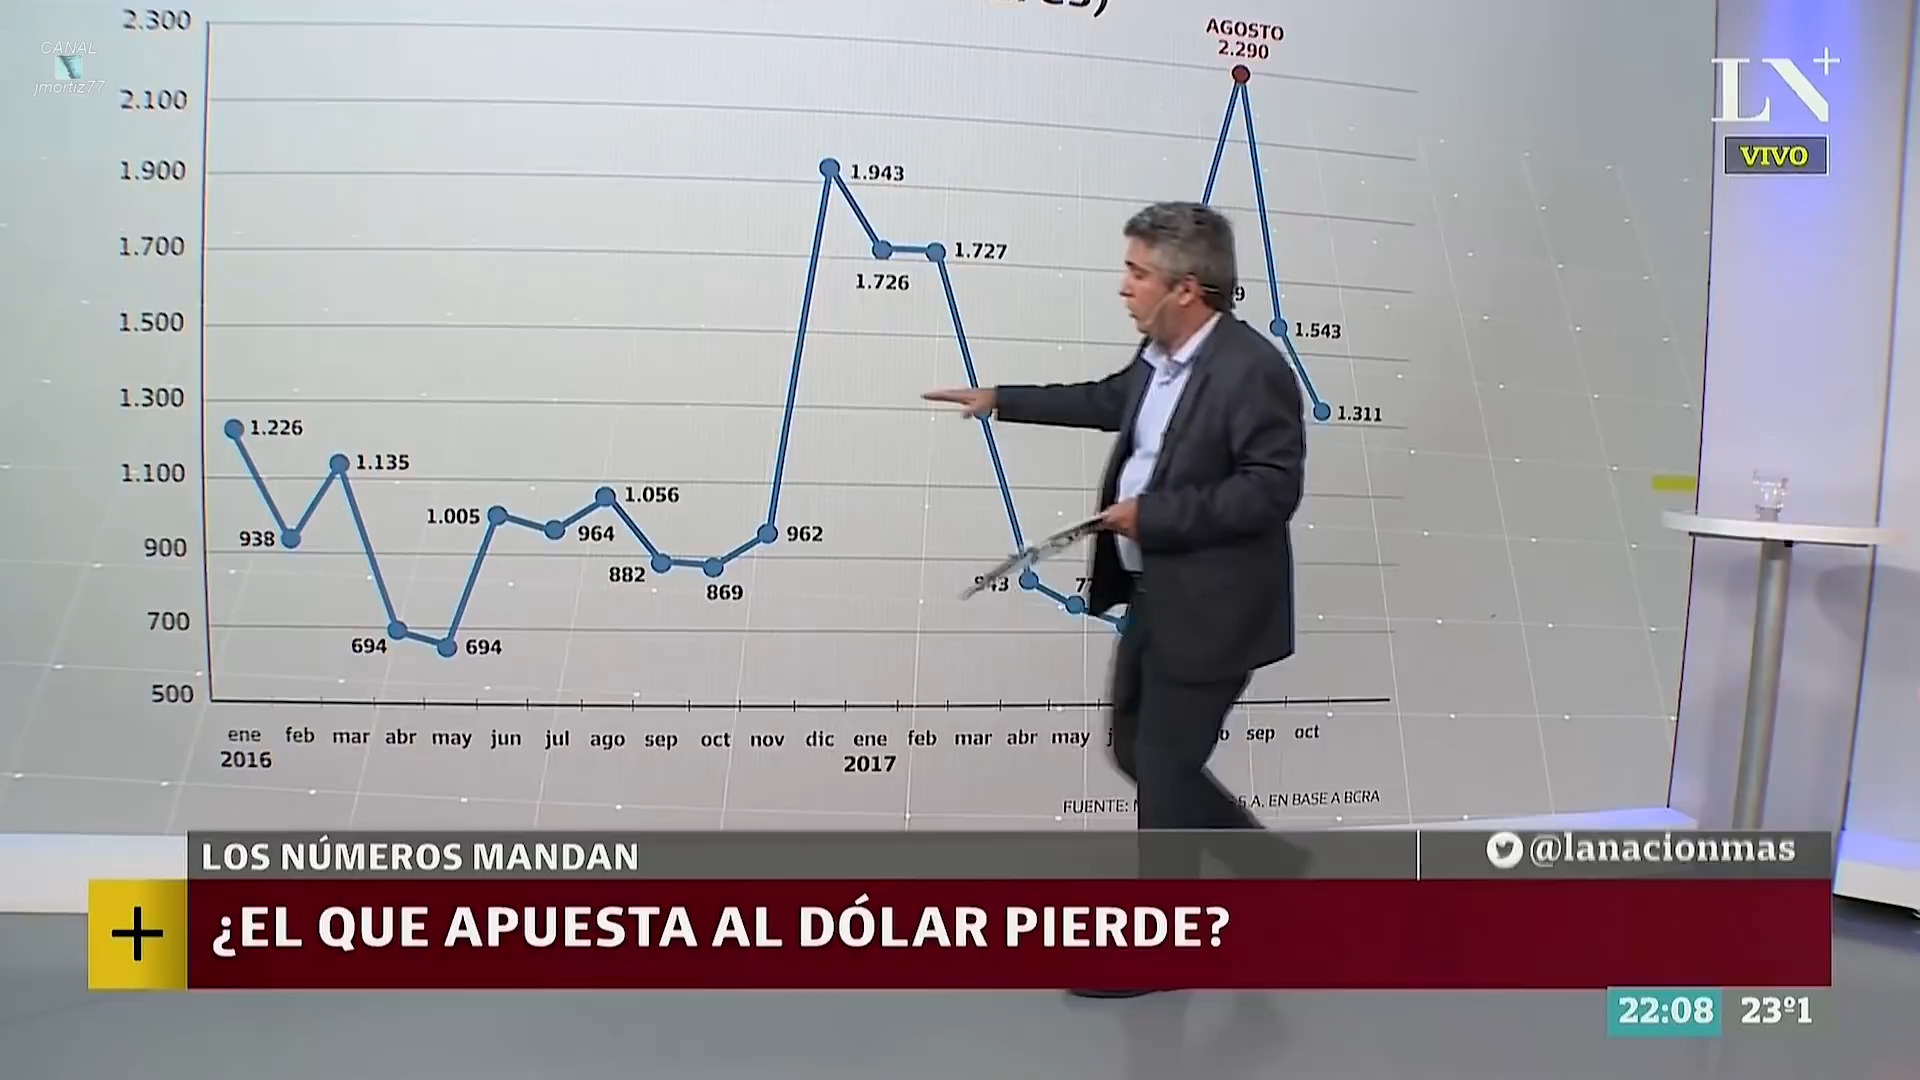 CANAL
jmortiz77
2.300
2.100
1.900
1.700
1.500
1.300
1.100
900
700
500
AGOSTO
2.290
1.943
1.726
1.727
1.543
1.311
1.226
938
1.135
694
694
1.005
964
1.056
882
869
962
ene feb mar abr may jun jul ago sep oct nov dic ene feb mar abr may sep oct
2016 2017
FUENTE: S.A. EN BASE A BCRA
LN+
VIVO
LOS NÚMEROS MANDAN
@lanacionmas
+
¿EL QUE APUESTA AL DÓLAR PIERDE?
22:08 23º1